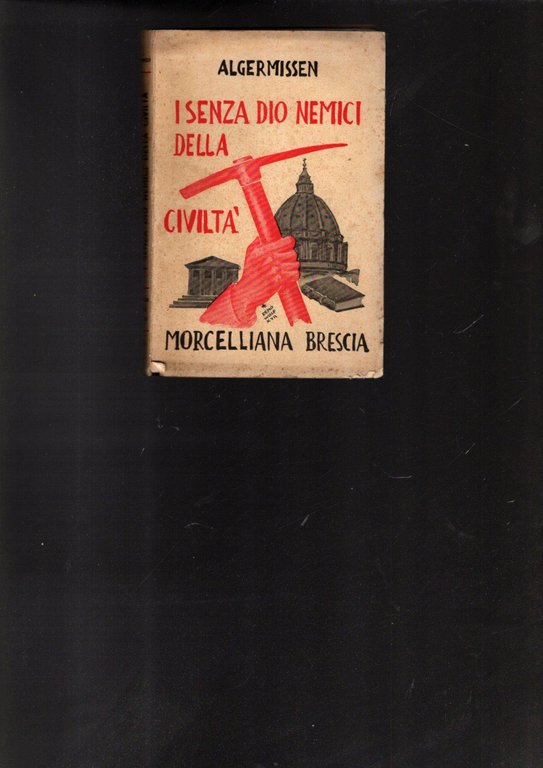 ALGERMISSEN
I SENZA DIO NEMICI
DELLA
CIVILTA'
MORCELLIANA BRESCIA